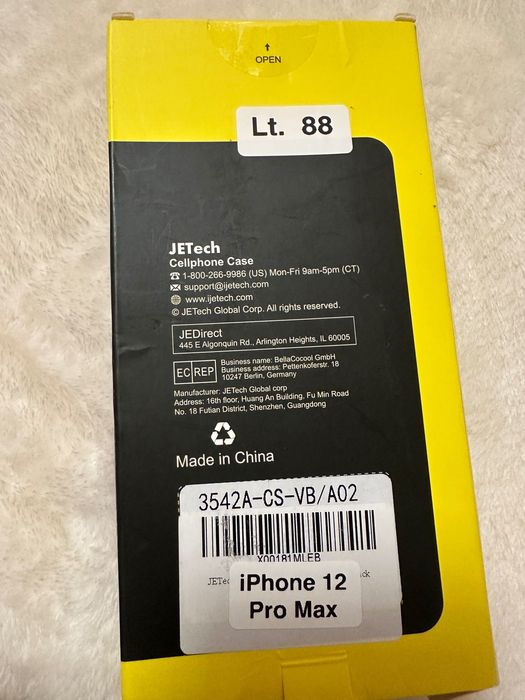 OPEN
Lt. 88
JETech
Cellphone Case
1-800-266-9986 (US) Mon-Fri 9am-5pm (CT)
support@ijetech.com
www.ijetech.com
© JETech Global Corp. All rights reserved.
JEDirect
445 E Algonquin Rd., Arlington Heights, IL 60005
EC REP
Business name: BellaCocool GmbH
Business address: Pettenkoferstr. 18
10247 Berlin, Germany
Manufacturer: JETech Global corp
Address: 16th floor, Huang An Building, Fu Min Road
No. 18 Futian District, Shenzhen, Guangdong
Made in China
3542A-CS-VB/A02
X00181MLEB
iPhone 12
Pro Max